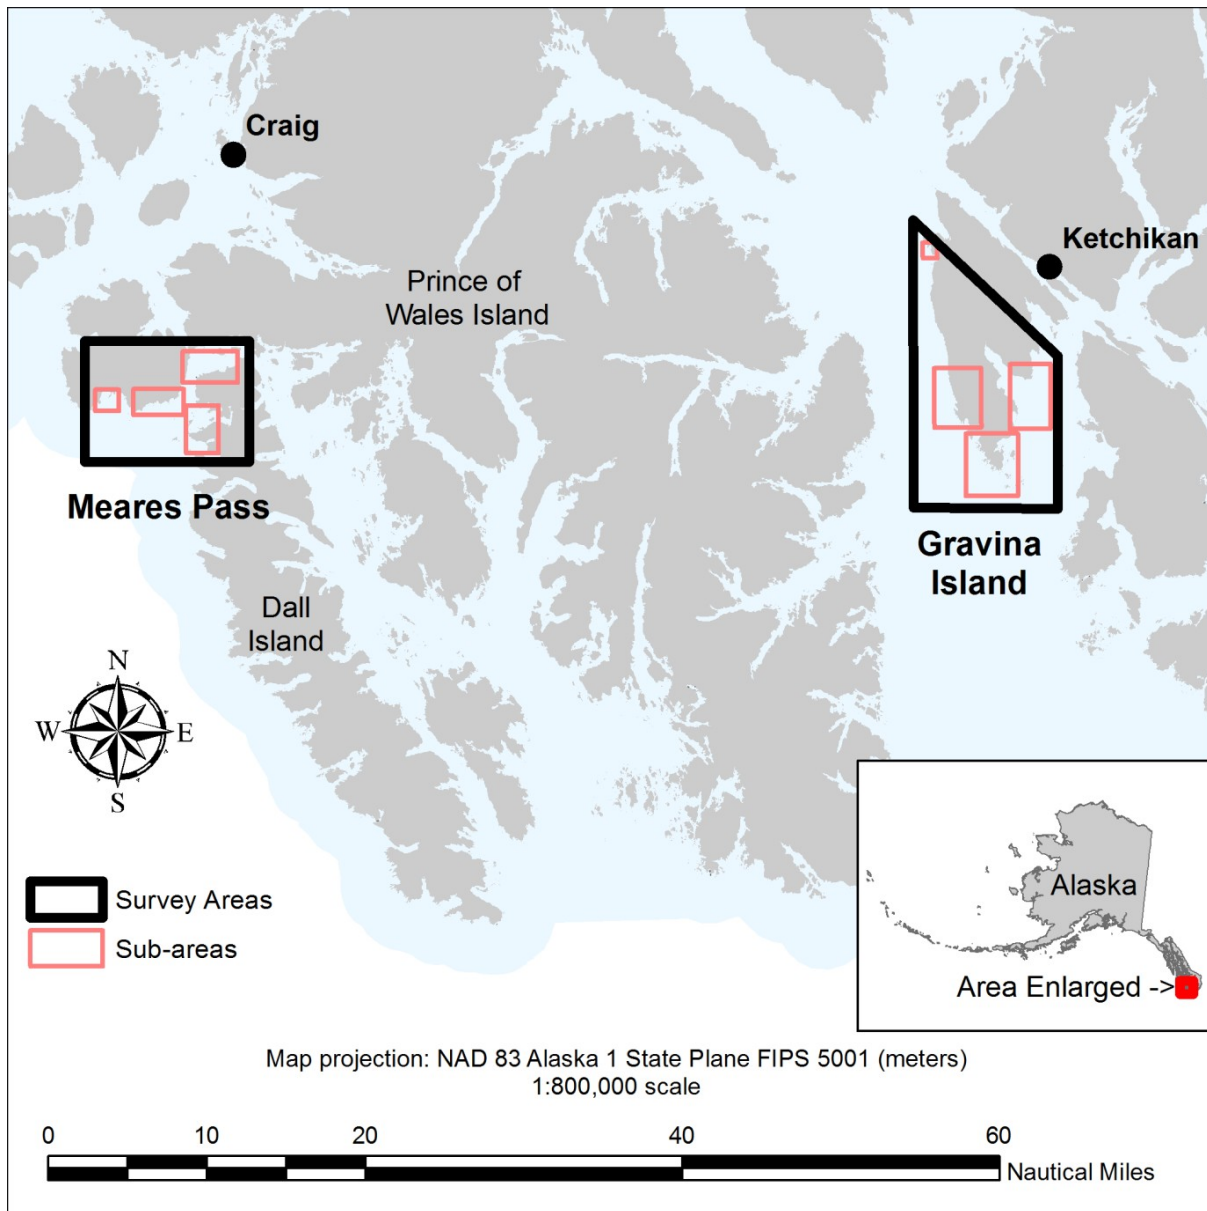 Craig
Ketchikan
Prince of
Wales Island
Meares Pass
Gravina
Island
Dall
Island
N
W
E
S
Survey Areas
Sub-areas
Alaska
Area Enlarged ->
Map projection: NAD 83 Alaska 1 State Plane FIPS 5001 (meters)
1:800,000 scale
0 10 20 40 60
Nautical Miles